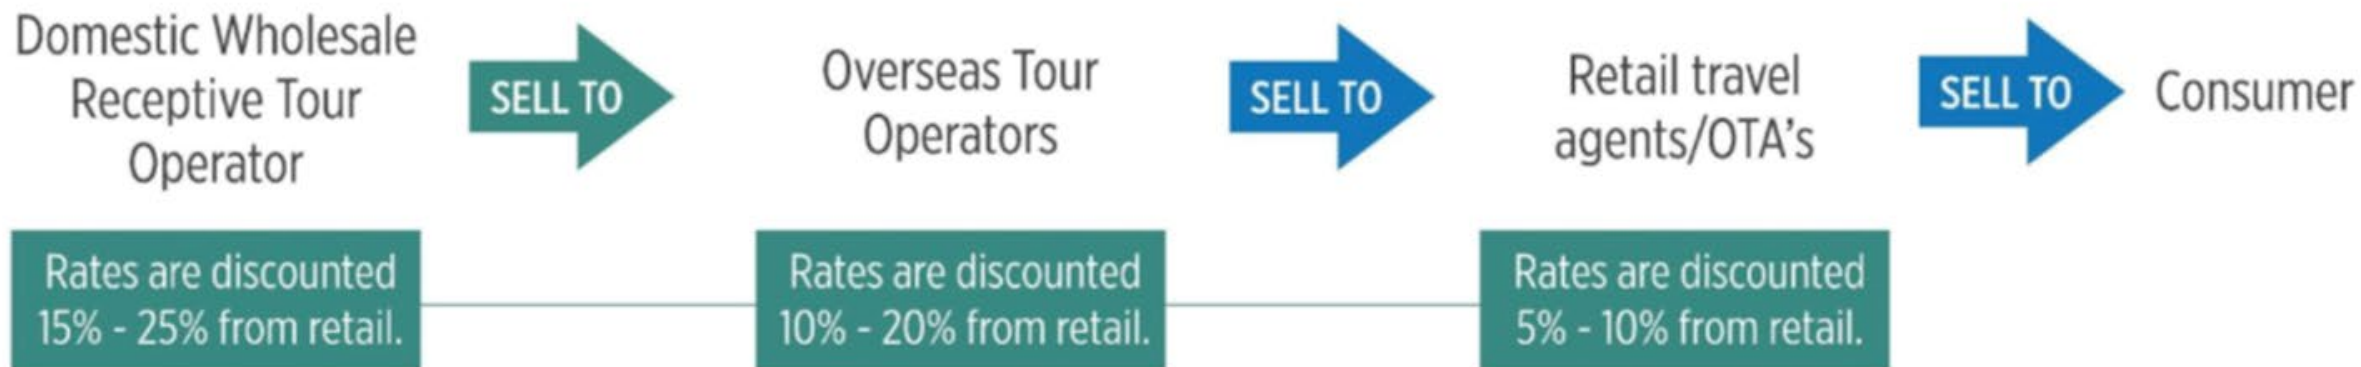 Domestic Wholesale
Receptive Tour
Operator
SELL TO
Overseas Tour
Operators
SELL TO
Retail travel
agents/OTA's
SELL TO
Consumer
Rates are discounted
15% - 25% from retail.
Rates are discounted
10% - 20% from retail.
Rates are discounted
5% - 10% from retail.